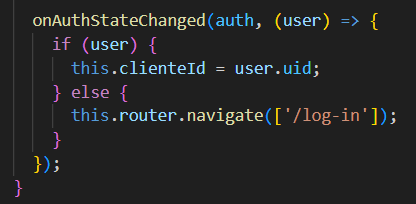 onAuthStateChanged(auth, (user) => {
if (user) {
this.clienteId = user.uid;
} else {
this.router.navigate(['/log-in']);
}
});
}